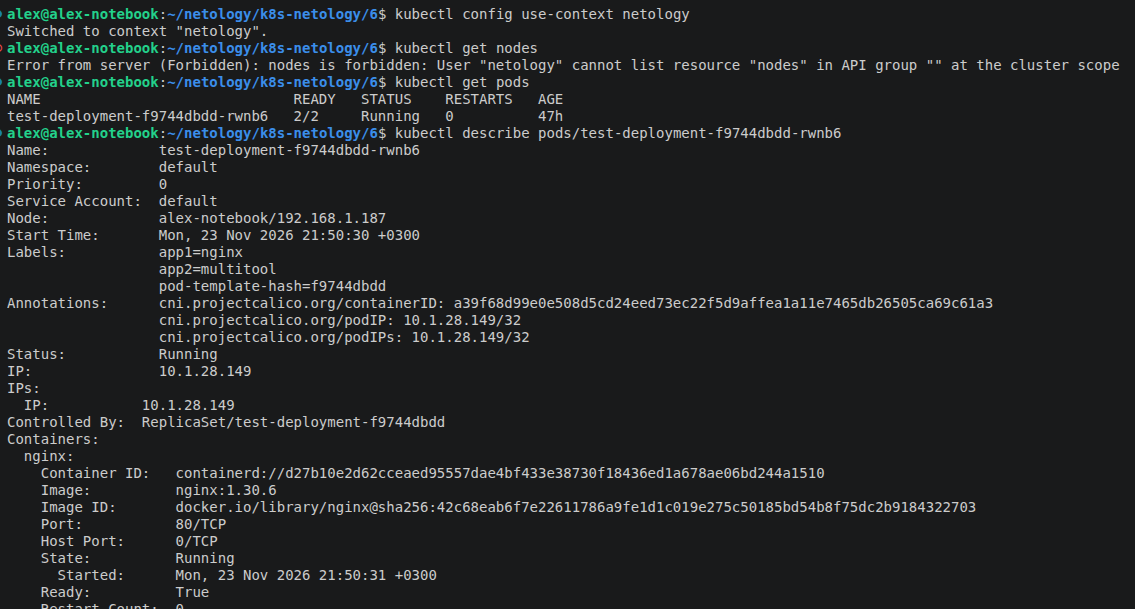 alex@alex-notebook:~/netology/k8s-netology/6$ kubectl config use-context netology
Switched to context "netology".
alex@alex-notebook:~/netology/k8s-netology/6$ kubectl get nodes
Error from server (Forbidden): nodes is forbidden: User "netology" cannot list resource "nodes" in API group "" at the cluster scope
alex@alex-notebook:~/netology/k8s-netology/6$ kubectl get pods
NAME                              READY   STATUS    RESTARTS   AGE
test-deployment-f9744dbdd-rwnb6   2/2     Running   0          47h
alex@alex-notebook:~/netology/k8s-netology/6$ kubectl describe pods/test-deployment-f9744dbdd-rwnb6
Name:             test-deployment-f9744dbdd-rwnb6
Namespace:        default
Priority:         0
Service Account:  default
Node:             alex-notebook/192.168.1.187
Start Time:       Mon, 23 Nov 2026 21:50:30 +0300
Labels:           app1=nginx
                  app2=multitool
                  pod-template-hash=f9744dbdd
Annotations:      cni.projectcalico.org/containerID: a39f68d99e0e508d5cd24eed73ec22f5d9affea1a11e7465db26505ca69c61a3
                  cni.projectcalico.org/podIP: 10.1.28.149/32
                  cni.projectcalico.org/podIPs: 10.1.28.149/32
Status:           Running
IP:               10.1.28.149
IPs:
  IP:           10.1.28.149
Controlled By:  ReplicaSet/test-deployment-f9744dbdd
Containers:
  nginx:
    Container ID:   containerd://d27b10e2d62cceaed95557dae4bf433e38730f18436ed1a678ae06bd244a1510
    Image:          nginx:1.30.6
    Image ID:       docker.io/library/nginx@sha256:42c68eab6f7e22611786a9fe1d1c019e275c50185bd54b8f75dc2b9184322703
    Port:           80/TCP
    Host Port:      0/TCP
    State:          Running
      Started:      Mon, 23 Nov 2026 21:50:31 +0300
    Ready:          True
    Restart Count:  0